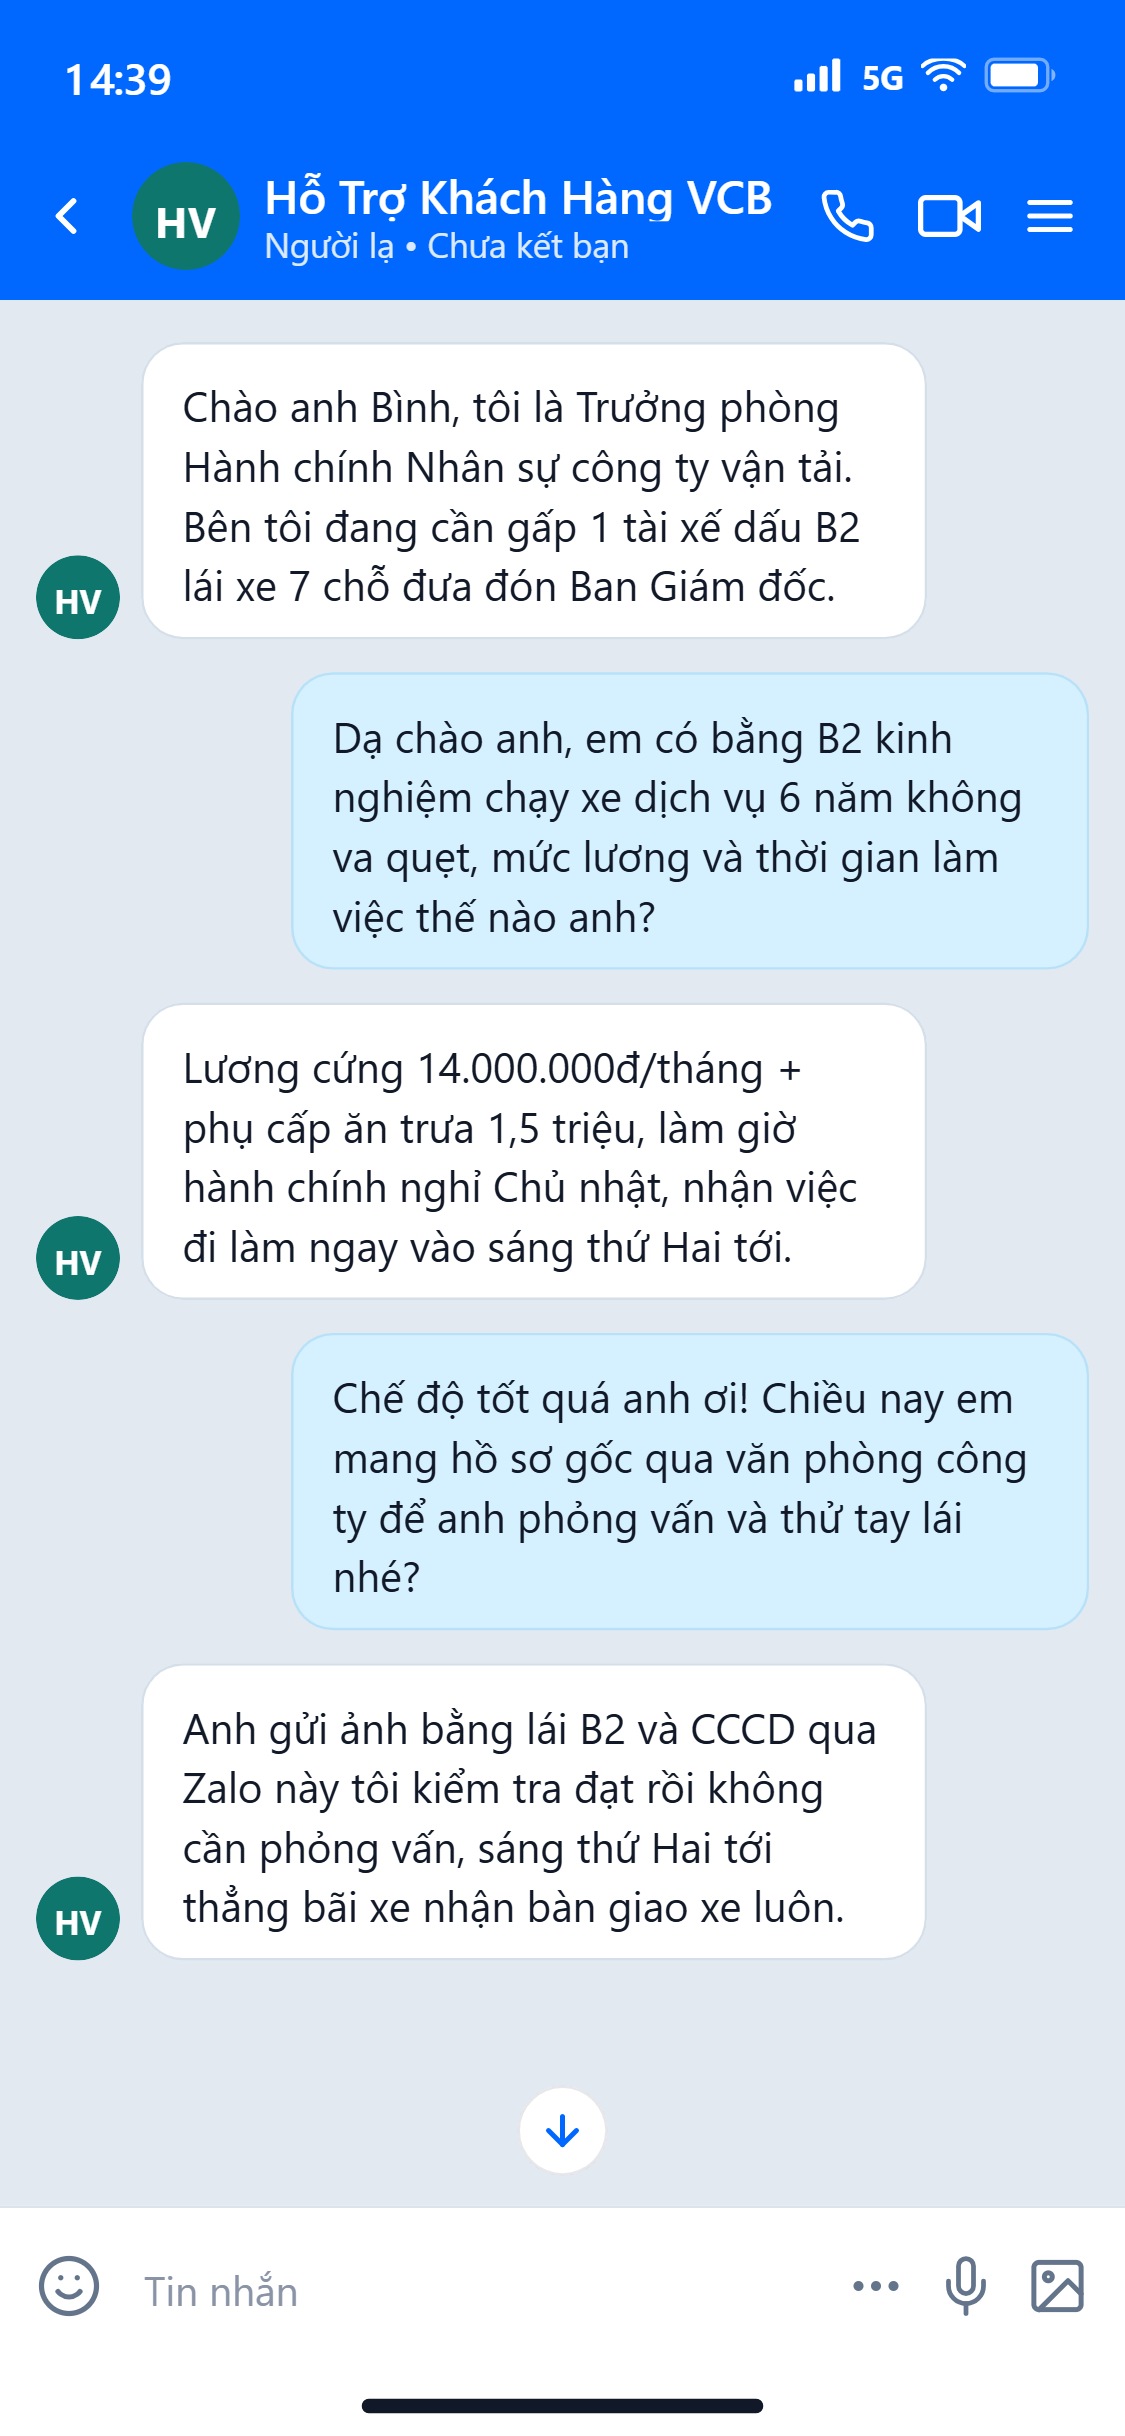 14:39
5G
HV
Hỗ Trợ Khách Hàng VCB
Người lạ • Chưa kết bạn
Chào anh Bình, tôi là Trưởng phòng
Hành chính Nhân sự công ty vận tải.
Bên tôi đang cần gấp 1 tài xế dấu B2
lái xe 7 chỗ đưa đón Ban Giám đốc.
HV
Dạ chào anh, em có bằng B2 kinh
nghiệm chạy xe dịch vụ 6 năm không
va quẹt, mức lương và thời gian làm
việc thế nào anh?
Lương cứng 14.000.000đ/tháng +
phụ cấp ăn trưa 1,5 triệu, làm giờ
hành chính nghỉ Chủ nhật, nhận việc
đi làm ngay vào sáng thứ Hai tới.
HV
Chế độ tốt quá anh ơi! Chiều nay em
mang hồ sơ gốc qua văn phòng công
ty để anh phỏng vấn và thử tay lái
nhé?
Anh gửi ảnh bằng lái B2 và CCCD qua
Zalo này tôi kiểm tra đạt rồi không
cần phỏng vấn, sáng thứ Hai tới
thẳng bãi xe nhận bàn giao xe luôn.
HV
Tin nhắn